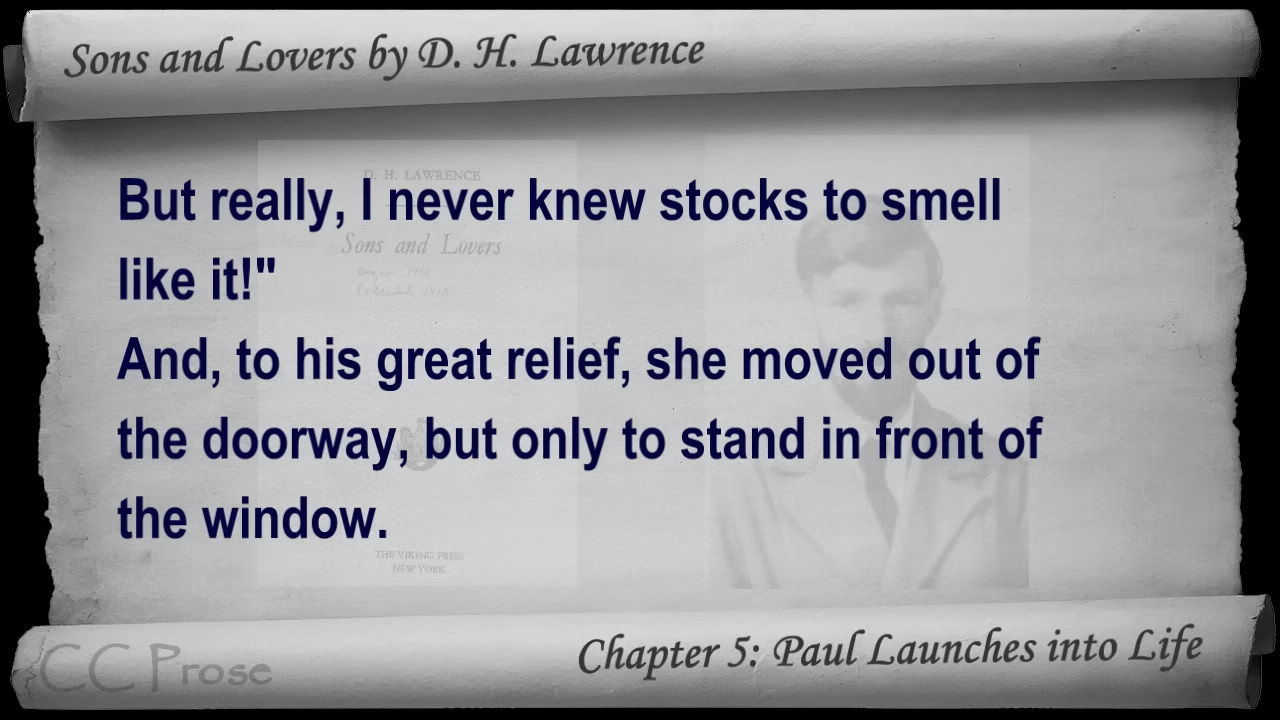 Sons and Lovers by D. H. Lawrence
D. H. LAWRENCE
But really, I never knew stocks to smell
Sons and Lovers
like it!"
And, to his great relief, she moved out of
the doorway, but only to stand in front of
the window.
THE VIKING PRESS
NEW YORK
Chapter 5: Paul Launches into Life
CC Prose